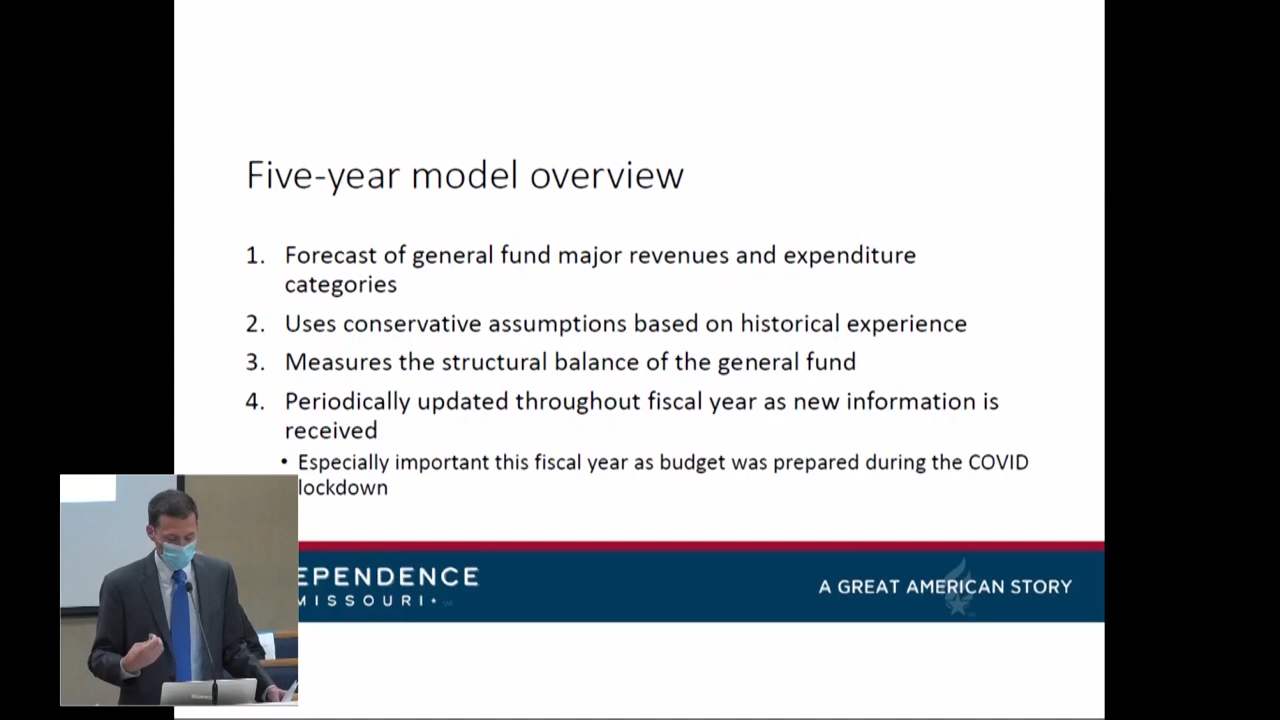 Five-year model overview
1. Forecast of general fund major revenues and expenditure
categories
2. Uses conservative assumptions based on historical experience
3. Measures the structural balance of the general fund
4. Periodically updated throughout fiscal year as new information is
received
• Especially important this fiscal year as budget was prepared during the COVID
lockdown
EPENDENCE
MISSOURI
A GREAT AMERICAN STORY